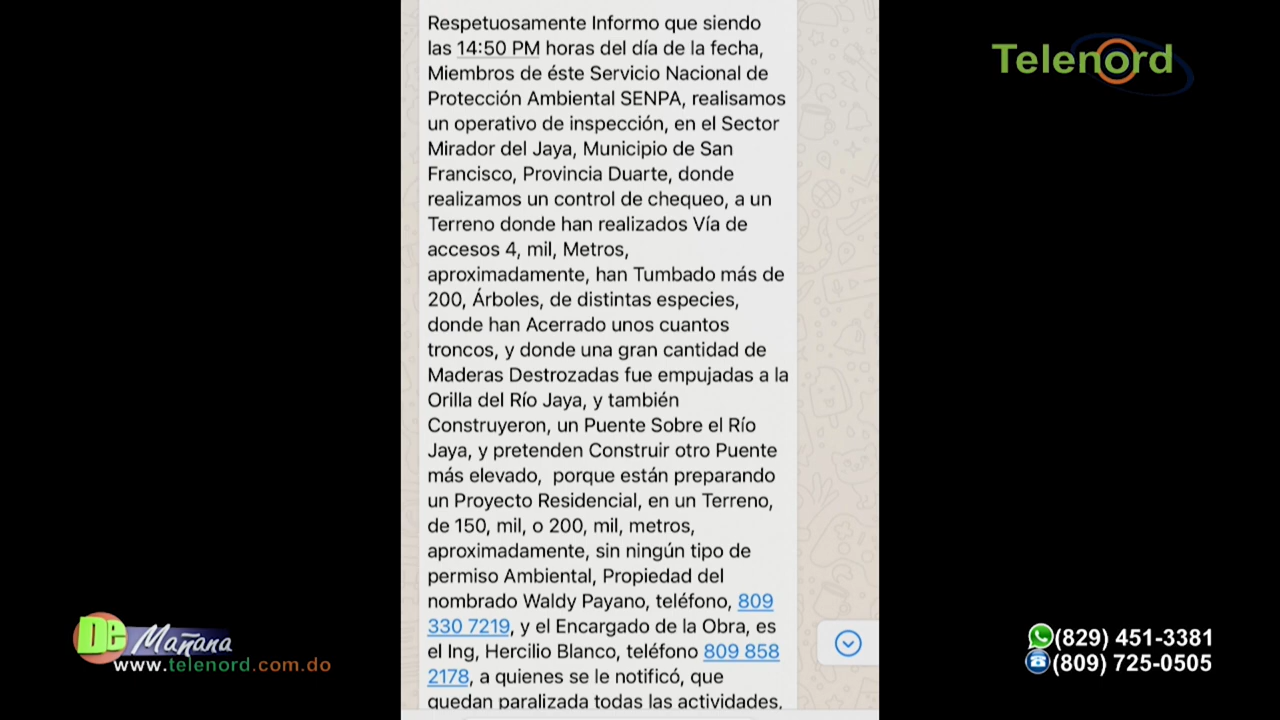 Respetuosamente Informo que siendo
las 14:50 PM horas del día de la fecha,
Miembros de éste Servicio Nacional de
Protección Ambiental SENPA, realisamos
un operativo de inspección, en el Sector
Mirador del Jaya, Municipio de San
Francisco, Provincia Duarte, donde
realizamos un control de chequeo, a un
Terreno donde han realizados Vía de
accesos 4, mil, Metros,
aproximadamente, han Tumbado más de
200, Árboles, de distintas especies,
donde han Acerrado unos cuantos
troncos, y donde una gran cantidad de
Maderas Destrozadas fue empujadas a la
Orilla del Río Jaya, y también
Construyeron, un Puente Sobre el Río
Jaya, y pretenden Construir otro Puente
más elevado,  porque están preparando
un Proyecto Residencial, en un Terreno,
de 150, mil, o 200, mil, metros,
aproximadamente, sin ningún tipo de
permiso Ambiental, Propiedad del
nombrado Waldy Payano, teléfono, 809
330 7219, y el Encargado de la Obra, es
el Ing, Hercilio Blanco, teléfono 809 858
2178, a quienes se le notificó, que
quedan paralizada todas las actividades,
Telenord
De Mañana
www.telenord.com.do
(829) 451-3381
(809) 725-0505